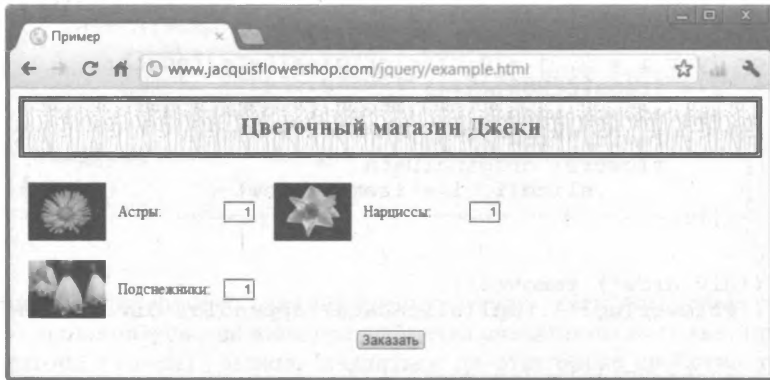 Пример
www.jacquisflowershop.com/jquery/example.html
Цветочный магазин Джеки
Астры: 1 Нарциссы: 1
Подснежники: 1
Заказать